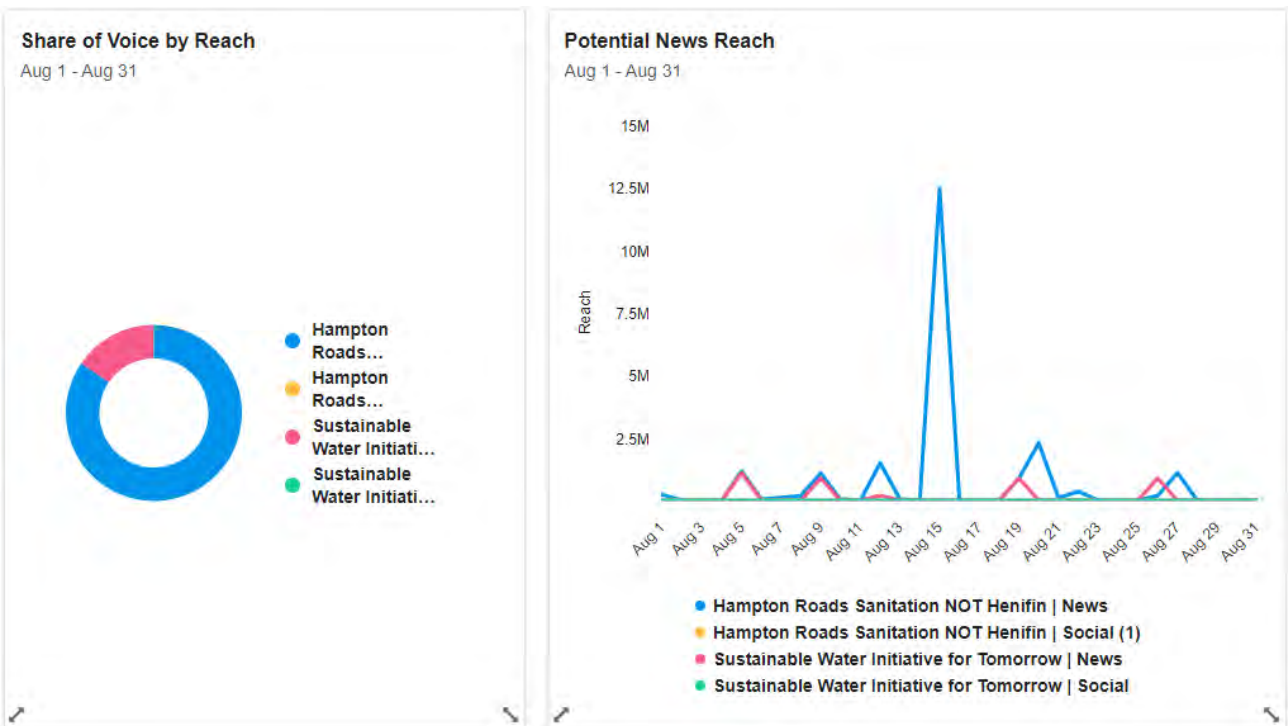 Share of Voice by Reach
Aug 1 - Aug 31
Hampton
Roads...
Hampton
Roads...
Sustainable
Water Initiati...
Sustainable
Water Initiati...
Potential News Reach
Aug 1 - Aug 31
15M
12.5M
10M
7.5M
5M
2.5M
Reach
Aug 1
Aug 3
Aug 5
Aug 7
Aug 9
Aug 11
Aug 13
Aug 15
Aug 17
Aug 19
Aug 21
Aug 23
Aug 25
Aug 27
Aug 29
Aug 31
Hampton Roads Sanitation NOT Henifin | News
Hampton Roads Sanitation NOT Henifin | Social (1)
Sustainable Water Initiative for Tomorrow | News
Sustainable Water Initiative for Tomorrow | Social